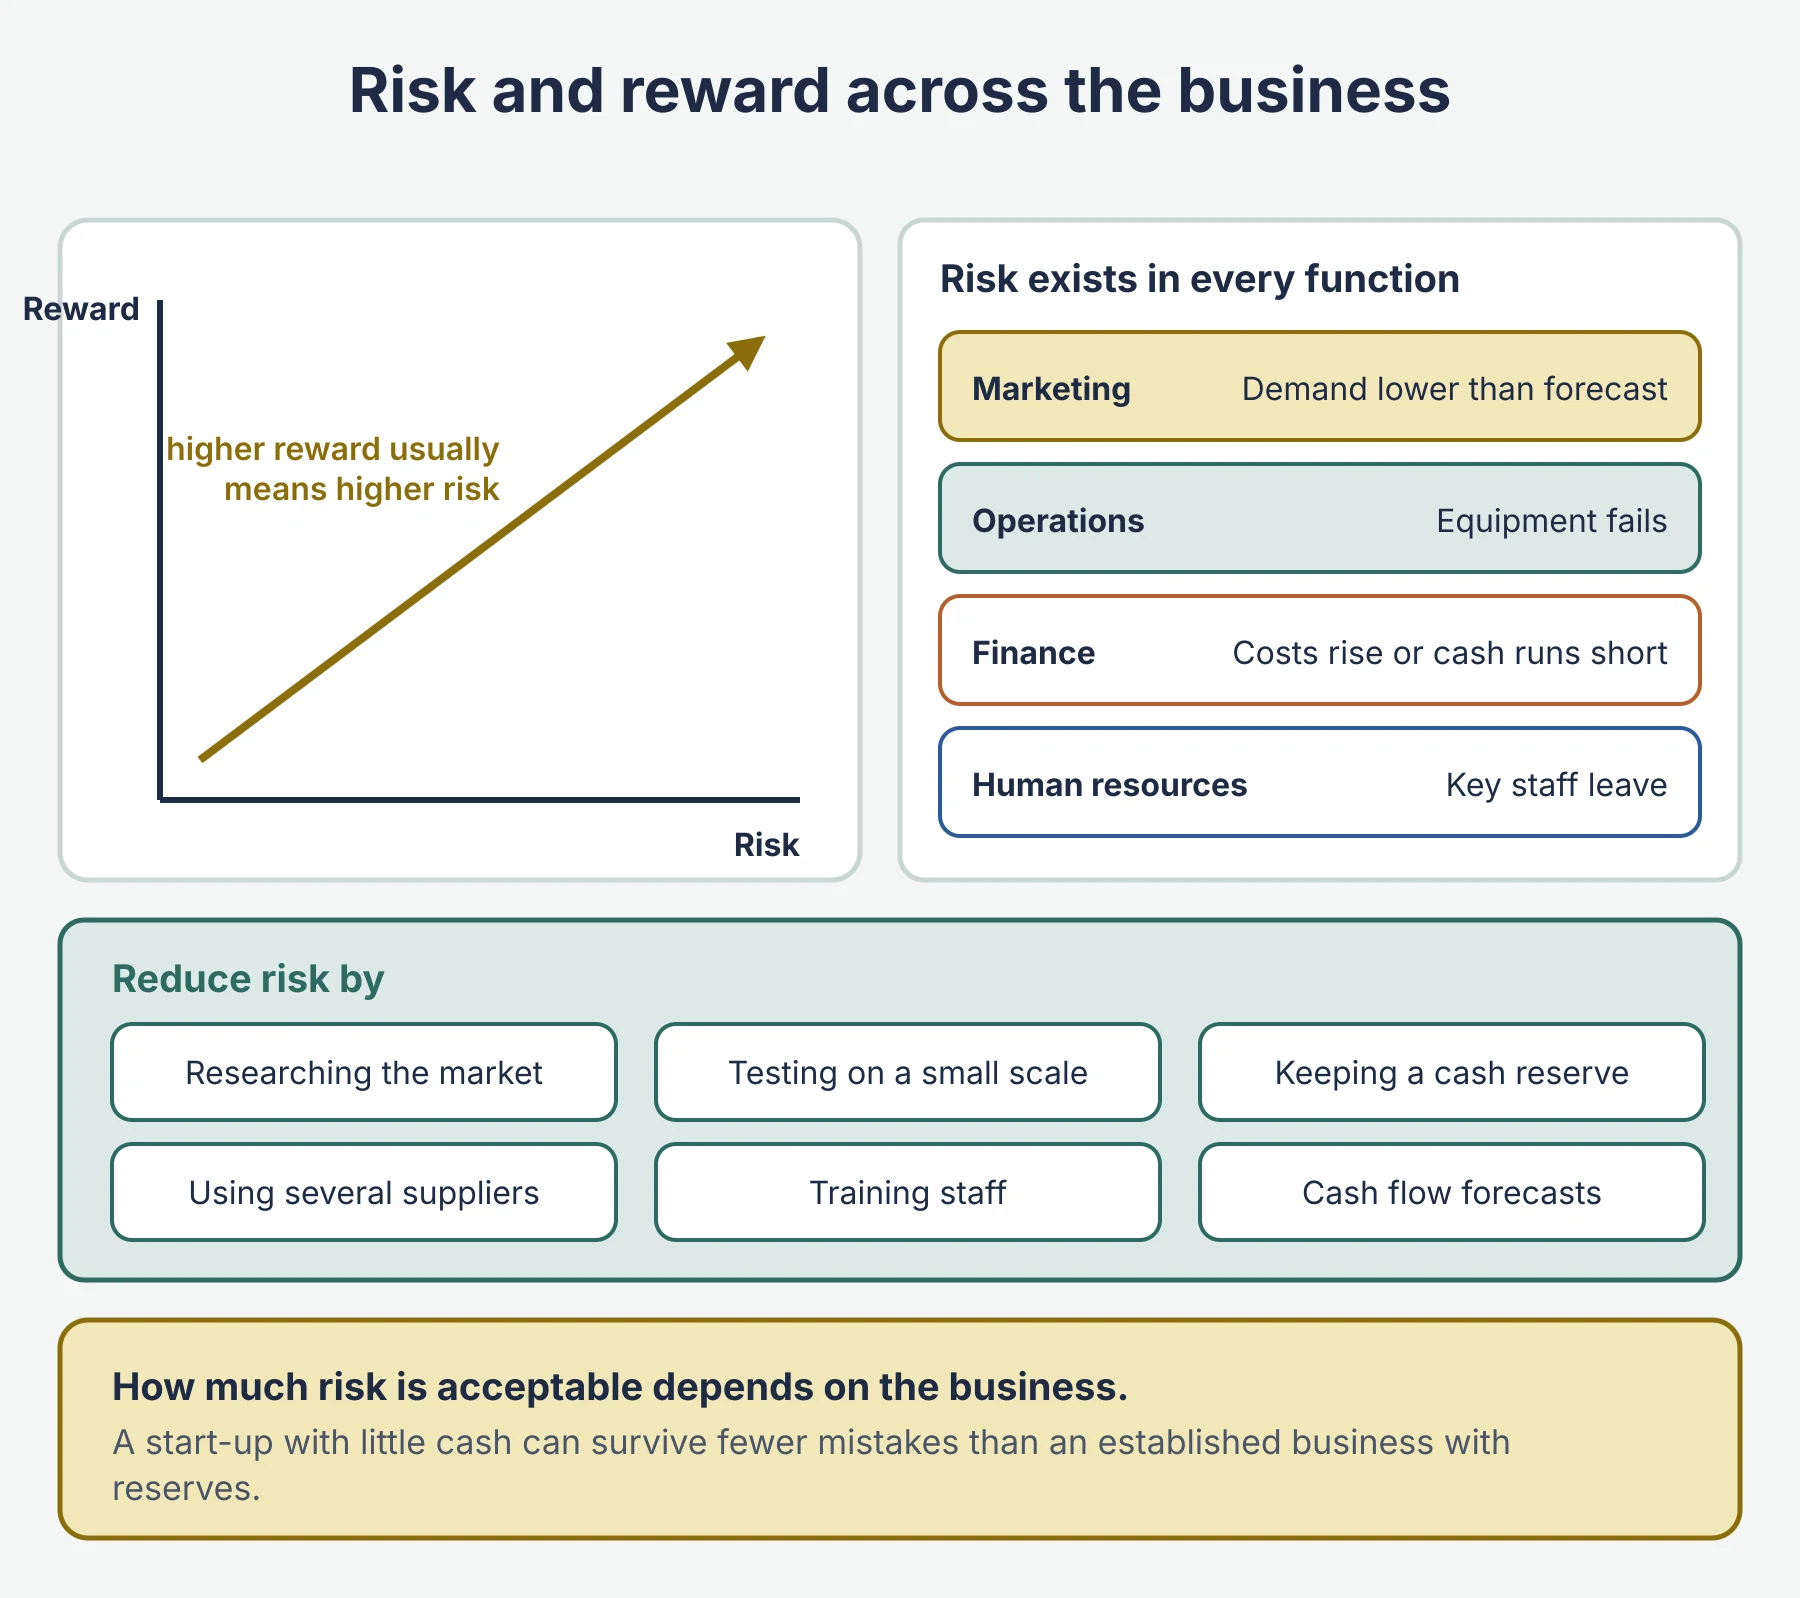 Risk and reward across the business
Reward
higher reward usually
means higher risk
Risk
Risk exists in every function
Marketing Demand lower than forecast
Operations Equipment fails
Finance Costs rise or cash runs short
Human resources Key staff leave
Reduce risk by
Researching the market
Testing on a small scale
Keeping a cash reserve
Using several suppliers
Training staff
Cash flow forecasts
How much risk is acceptable depends on the business.
A start-up with little cash can survive fewer mistakes than an established business with
reserves.